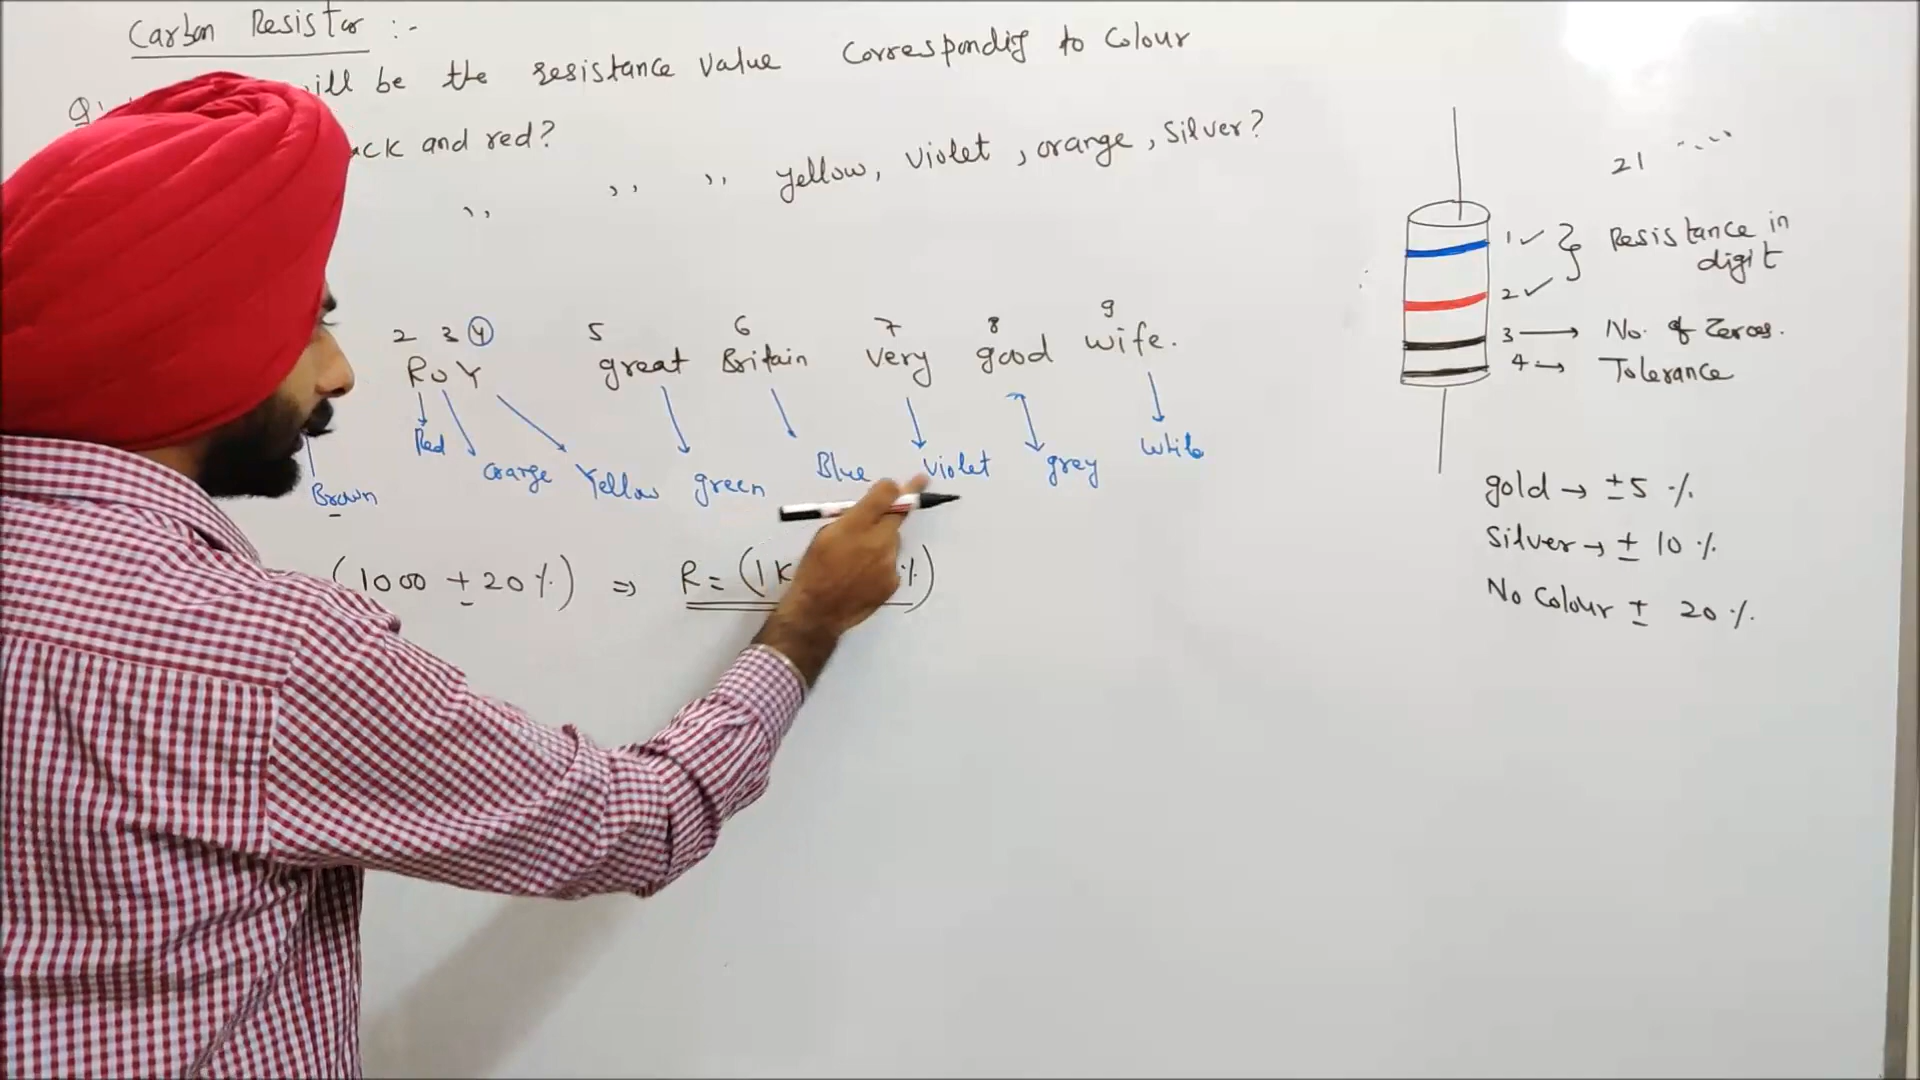 Carbon Resistor :-
will be the resistance value Correspondig to Colour
ack and red?
,, ,, ,, yellow, Violet, orange, Silver?
21 ....
1 ✓
2 ✓
Resistance in digit
3 → No. of Zeroes.
4 → Tolerance
2 3 4 5 6 7 8 9
ROY great Britain very good wife.
Brown Red orange Yellow green Blue violet grey white
gold → ±5 %
Silver → ± 10 %
No Colour ± 20 %
(1000 ± 20%) ⇒ R = (1K %)